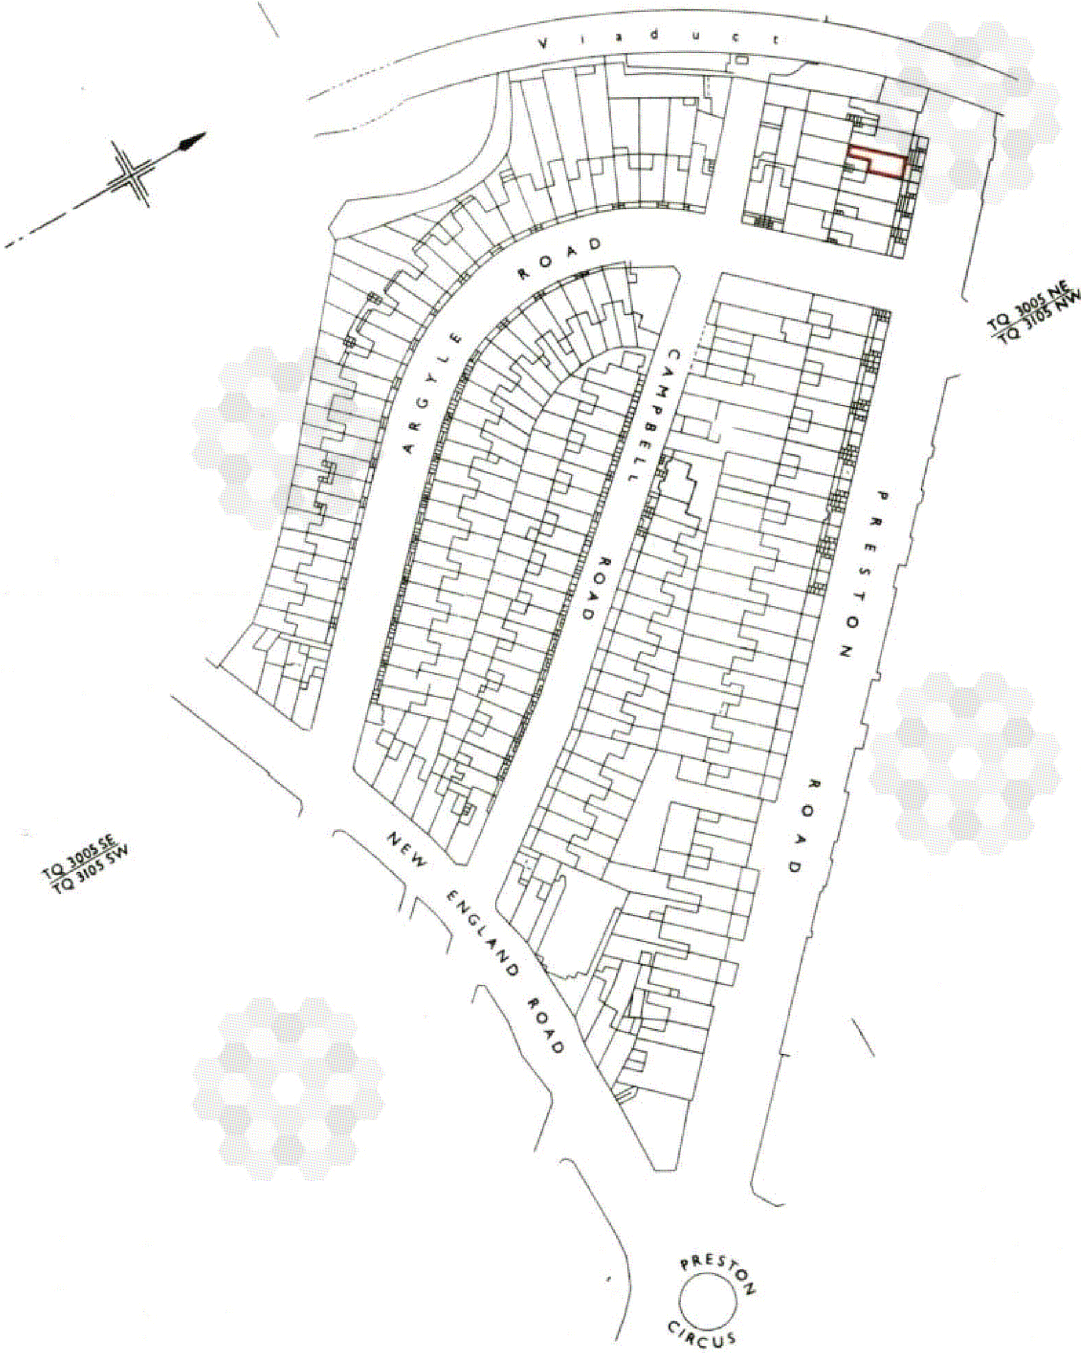 Viaduct
ARGYLE ROAD
TQ 3005 NE
TQ 3105 NW
CAMPBELL ROAD
PRESTON ROAD
TQ 3005 SE
TQ 3105 SW
NEW ENGLAND ROAD
PRESTON
CIRCUS